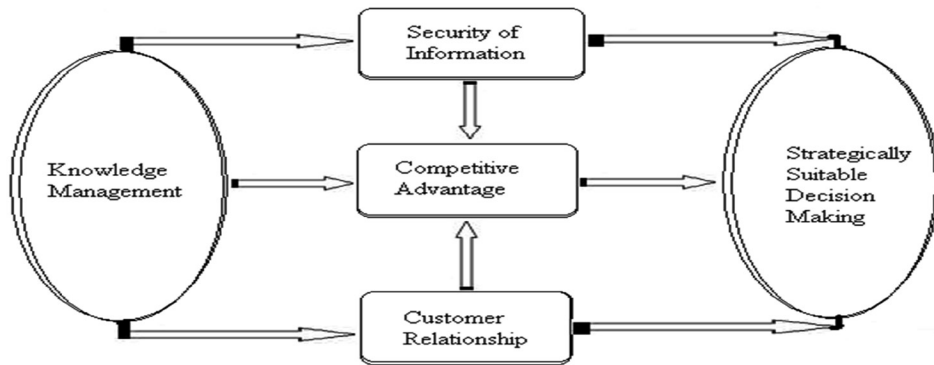 Security of
Information
Knowledge
Management
Competitive
Advantage
Strategically
Suitable
Decision
Making
Customer
Relationship